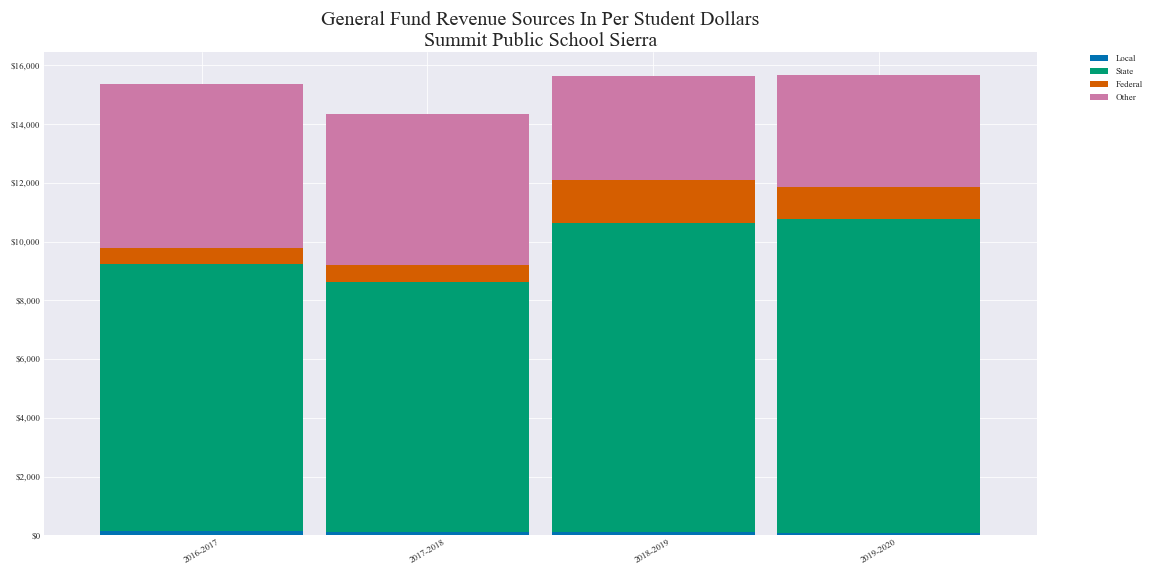 General Fund Revenue Sources In Per Student Dollars
Summit Public School Sierra
Local
State
Federal
Other
$16,000
$14,000
$12,000
$10,000
$8,000
$6,000
$4,000
$2,000
$0
2016-2017
2017-2018
2018-2019
2019-2020